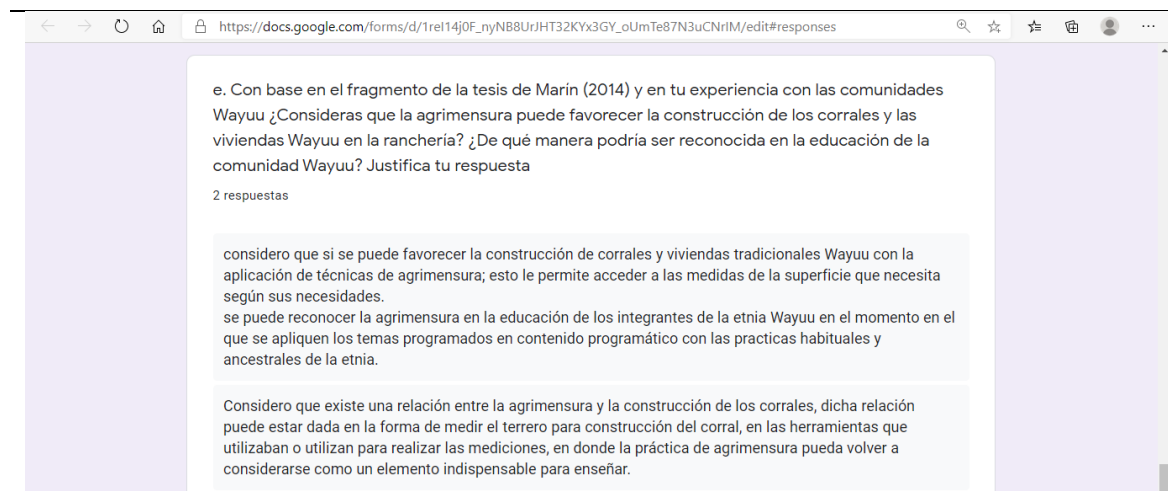 https://docs.google.com/forms/d/1reI14j0F_nyNB8UrJHT32KYx3GY_oUmTe87N3uCNrIM/edit#responses
e. Con base en el fragmento de la tesis de Marín (2014) y en tu experiencia con las comunidades
Wayuu ¿Consideras que la agrimensura puede favorecer la construcción de los corrales y las
viviendas Wayuu en la ranchería? ¿De qué manera podría ser reconocida en la educación de la
comunidad Wayuu? Justifica tu respuesta
2 respuestas
considero que si se puede favorecer la construcción de corrales y viviendas tradicionales Wayuu con la
aplicación de técnicas de agrimensura; esto le permite acceder a las medidas de la superficie que necesita
según sus necesidades.
se puede reconocer la agrimensura en la educación de los integrantes de la etnia Wayuu en el momento en el
que se apliquen los temas programados en contenido programático con las practicas habituales y
ancestrales de la etnia.
Considero que existe una relación entre la agrimensura y la construcción de los corrales, dicha relación
puede estar dada en la forma de medir el terrero para construcción del corral, en las herramientas que
utilizaban o utilizan para realizar las mediciones, en donde la práctica de agrimensura pueda volver a
considerarse como un elemento indispensable para enseñar.